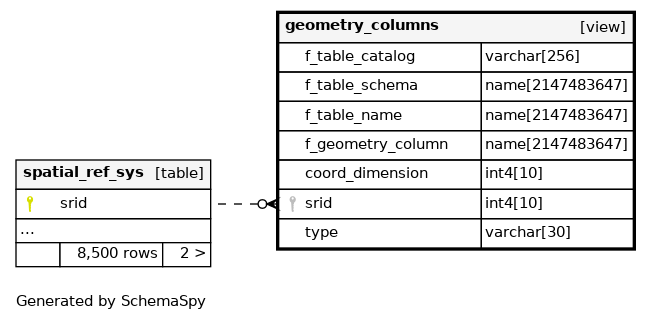 geometry_columns [view]
f_table_catalog varchar[256]
f_table_schema name[2147483647]
f_table_name name[2147483647]
f_geometry_column name[2147483647]
coord_dimension int4[10]
srid int4[10]
type varchar[30]
spatial_ref_sys [table]
srid
...
8,500 rows 2 >
Generated by SchemaSpy